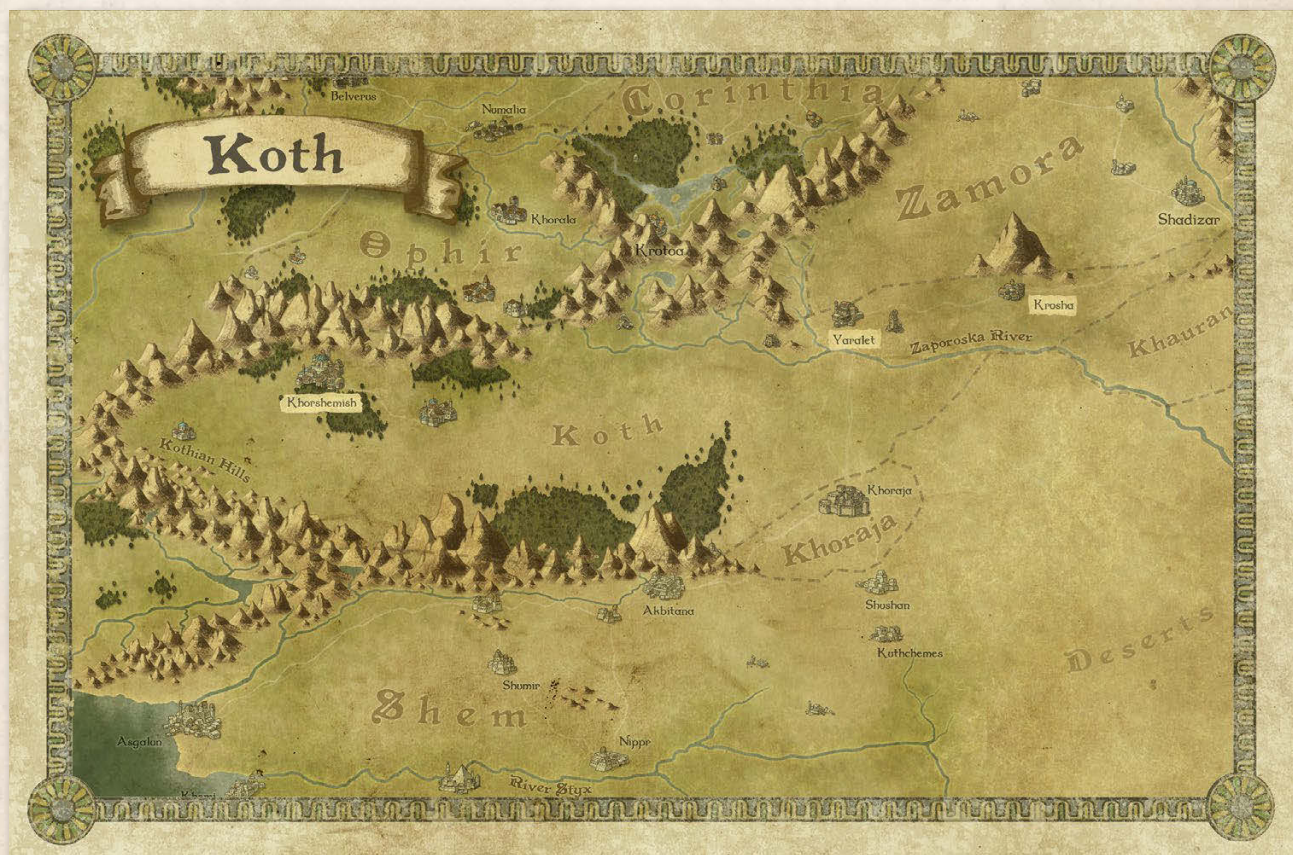 Belverus
Numalia
Corinthia
Koth
Zamora
Shadizar
Khorala
Ophir
Krotoa
Krosha
Yaralet
Zaporoska River
Khauran
Khorshemish
Koth
Kothian Hills
Khoraja
Khoraja
Akbitana
Shushan
Kuthchemes
Deserts
Shumir
Shem
Asgalun
Nippr
River Styx